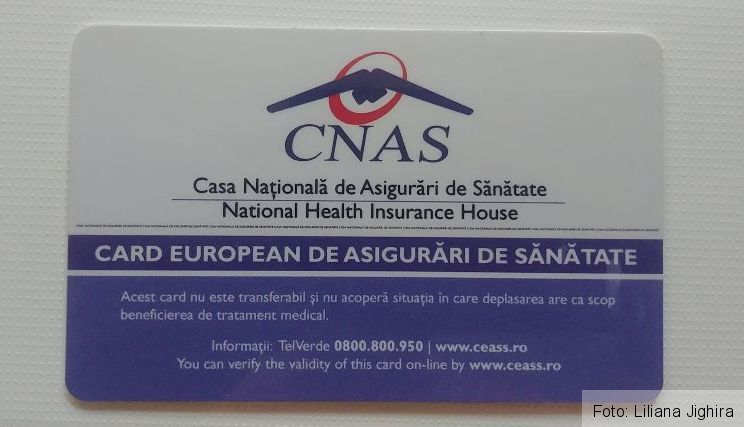 CNAS
Casa Națională de Asigurări de Sănătate
National Health Insurance House
CARD EUROPEAN DE ASIGURĂRI DE SĂNĂTATE
Acest card nu este transferabil și nu acoperă situația în care deplasarea are ca scop
beneficierea de tratament medical.
Informații: TelVerde 0800.800.950 | www.ceass.ro
You can verify the validity of this card on-line by www.ceass.ro
Foto: Liliana Jighira